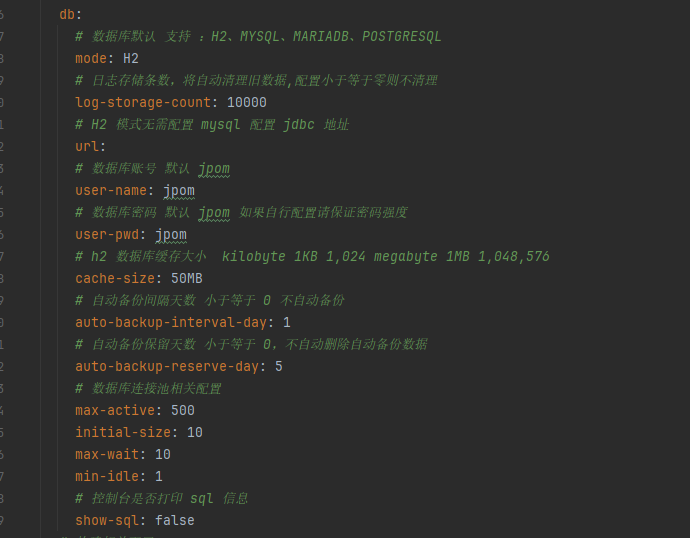 db:
# 数据库默认 支持 : H2、MYSQL、MARIADB、POSTGRESQL
mode: H2
# 日志存储条数，将自动清理旧数据,配置小于等于零则不清理
log-storage-count: 10000
# H2 模式无需配置 mysql 配置 jdbc 地址
url:
# 数据库账号 默认 jpom
user-name: jpom
# 数据库密码 默认 jpom 如果自行配置请保证密码强度
user-pwd: jpom
# h2 数据库缓存大小  kilobyte 1KB 1,024 megabyte 1MB 1,048,576
cache-size: 50MB
# 自动备份间隔天数 小于等于 0 不自动备份
auto-backup-interval-day: 1
# 自动备份保留天数 小于等于 0，不自动删除自动备份数据
auto-backup-reserve-day: 5
# 数据库连接池相关配置
max-active: 500
initial-size: 10
max-wait: 10
min-idle: 1
# 控制台是否打印 sql 信息
show-sql: false